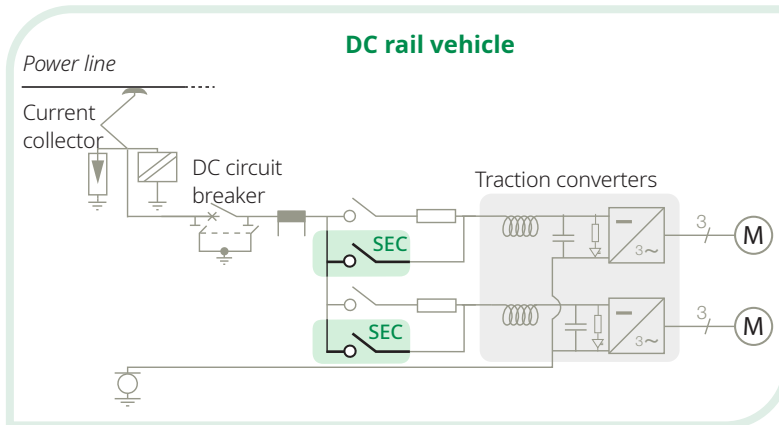 DC rail vehicle
Power line
Current
collector
DC circuit
breaker
Traction converters
SEC
3~
3
M
SEC
3~
3
M